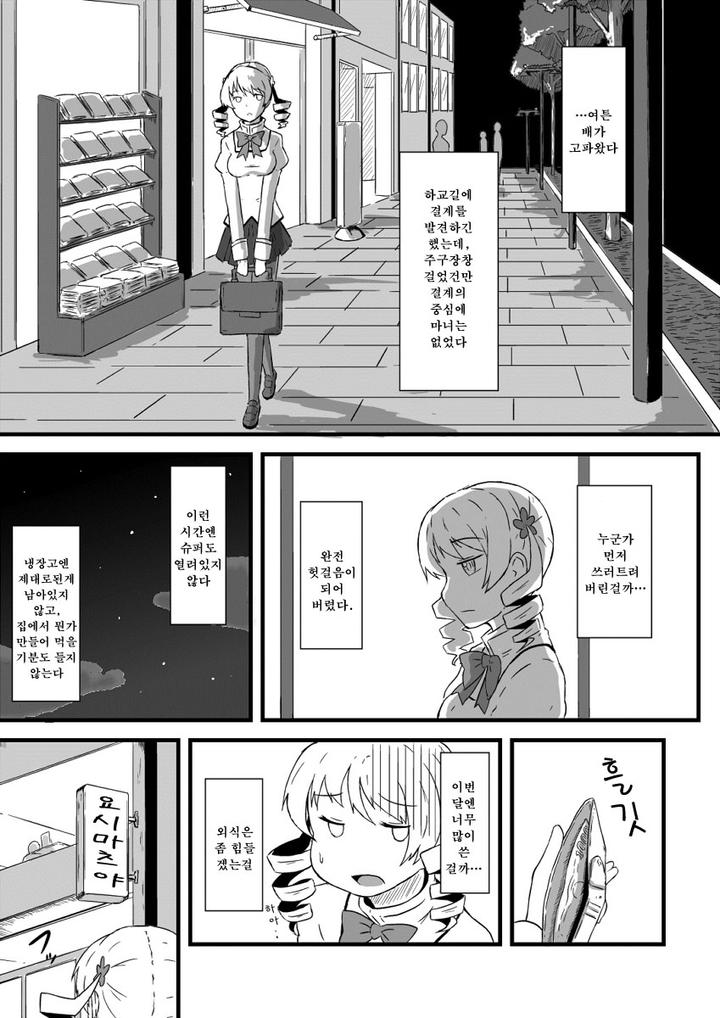 …여튼
배가
고파왔다
하교길에
결계를
발견하긴
했는데,
주구장창
걸었건만
결계의
중심에
마녀는
없었다
누군가
먼저
쓰러트려
버린걸까…
완전
헛걸음이
되어
버렸다.
이런
시간엔
슈퍼도
열려있지
않다
냉장고엔
제대로된게
남아있지
않고,
집에서 뭔가
만들어 먹을
기분도 들지
않는다
흘
깃
이번
달엔
너무
많이
쓴
걸까…
외식은
좀 힘들
겠는걸
하아…
요시마츠야
フッ